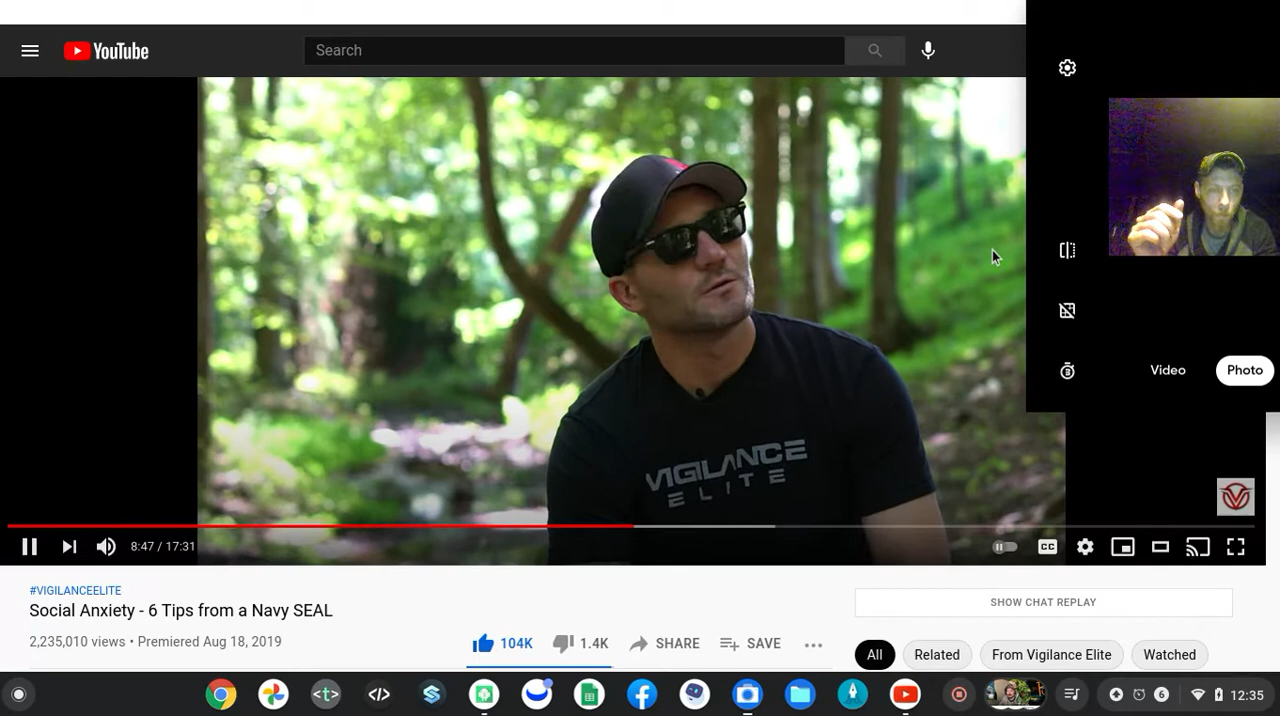 YouTube
Search
VIGILANCE
ELITE
Video
Photo
8:47 / 17:31
CC
#VIGILANCEELITE
Social Anxiety - 6 Tips from a Navy SEAL
2,235,010 views • Premiered Aug 18, 2019
104K
1.4K
SHARE
SAVE
SHOW CHAT REPLAY
All
Related
From Vigilance Elite
Watched
<t>
6
12:35